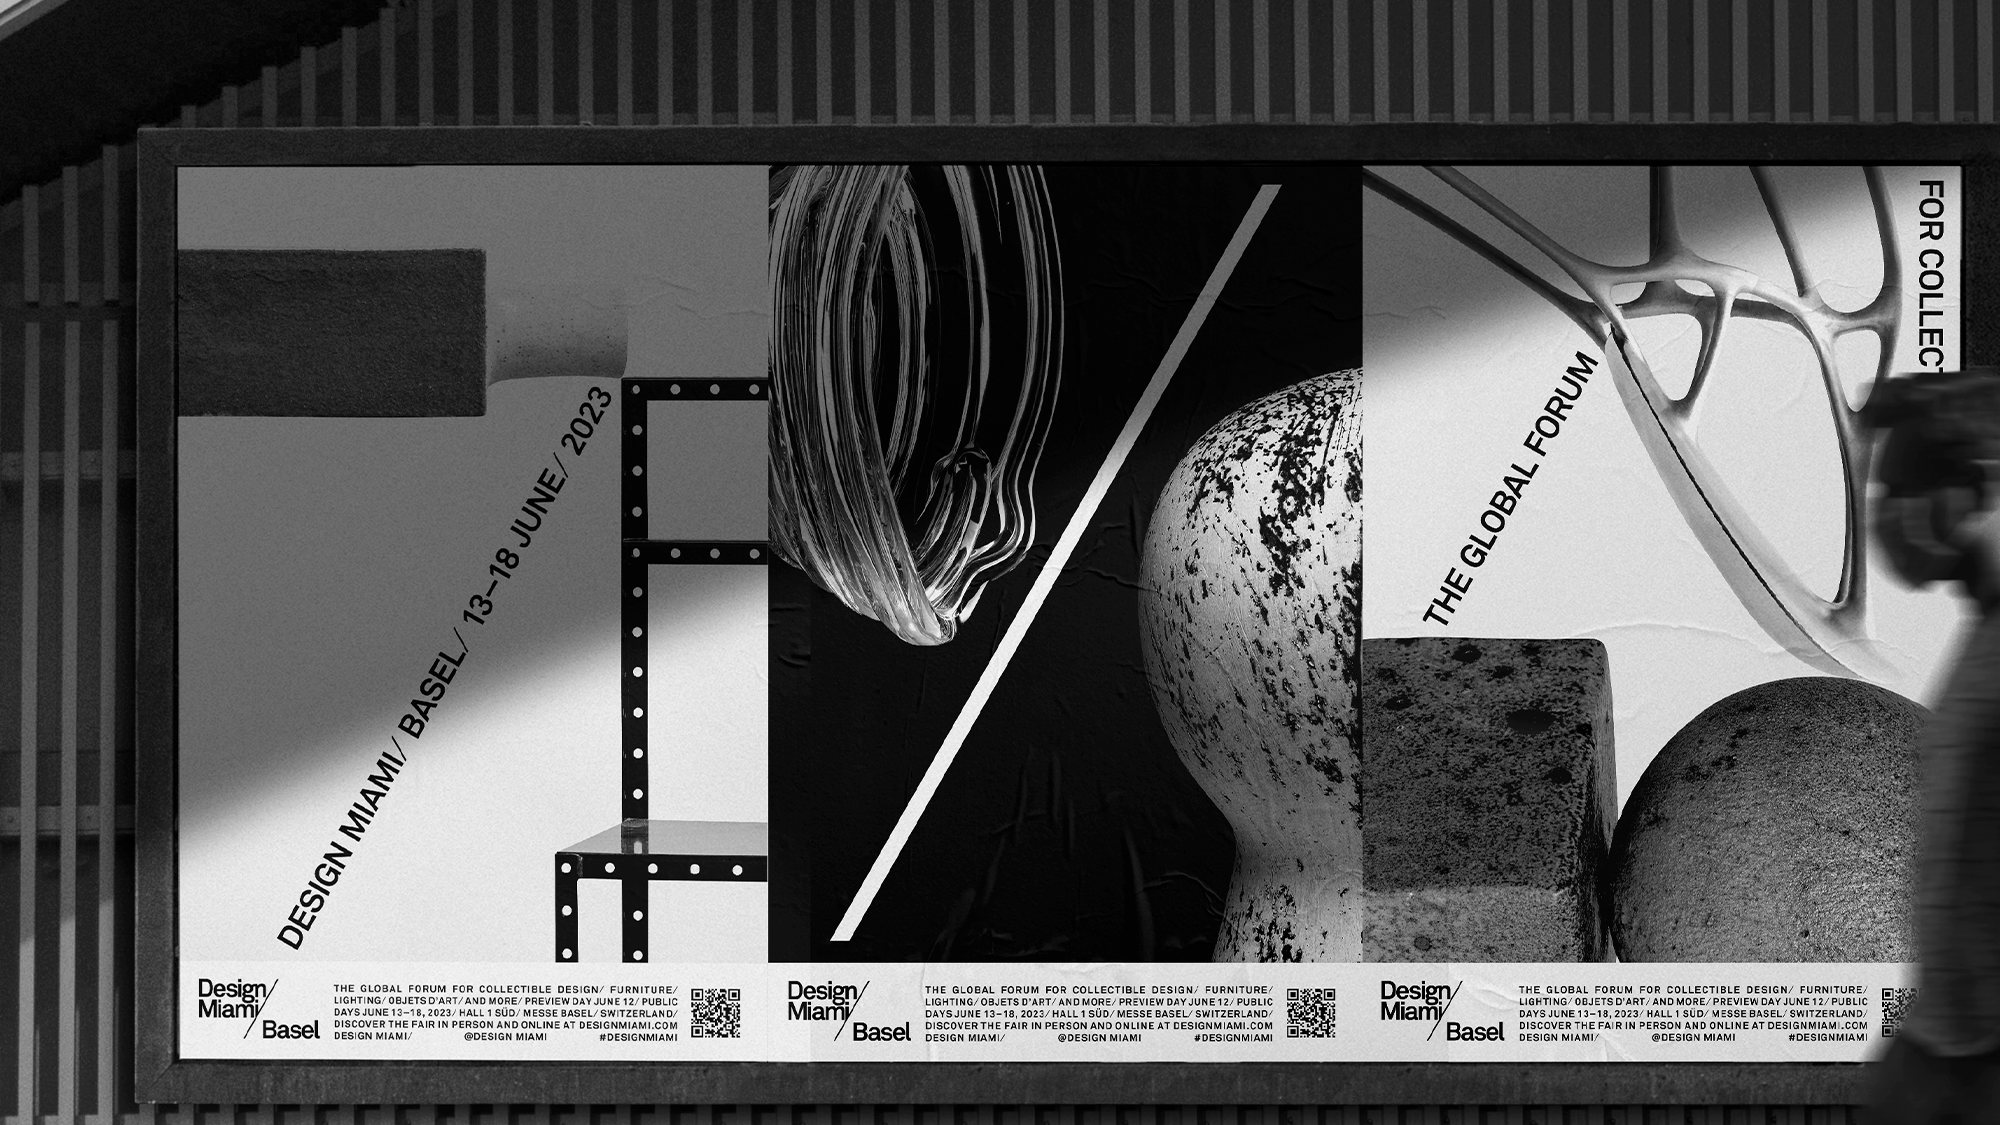 DESIGN MIAMI/ BASEL/ 13–18 JUNE/ 2023
THE GLOBAL FORUM
FOR COLLECT
Design/
Miami/
/Basel
THE GLOBAL FORUM FOR COLLECTIBLE DESIGN/ FURNITURE/
LIGHTING/ OBJETS D'ART/ AND MORE/ PREVIEW DAY JUNE 12/ PUBLIC
DAYS JUNE 13–18, 2023/ HALL 1 SÜD/ MESSE BASEL/ SWITZERLAND/
DISCOVER THE FAIR IN PERSON AND ONLINE AT DESIGNMIAMI.COM
DESIGN MIAMI/ @DESIGN MIAMI #DESIGNMIAMI
Design/
Miami/
/Basel
THE GLOBAL FORUM FOR COLLECTIBLE DESIGN/ FURNITURE/
LIGHTING/ OBJETS D'ART/ AND MORE/ PREVIEW DAY JUNE 12/ PUBLIC
DAYS JUNE 13–18, 2023/ HALL 1 SÜD/ MESSE BASEL/ SWITZERLAND/
DISCOVER THE FAIR IN PERSON AND ONLINE AT DESIGNMIAMI.COM
DESIGN MIAMI/ @DESIGN MIAMI #DESIGNMIAMI
Design/
Miami/
/Basel
THE GLOBAL FORUM FOR COLLECTIBLE DESIGN/ FURNITURE/
LIGHTING/ OBJETS D'ART/ AND MORE/ PREVIEW DAY JUNE 12/ PUBLIC
DAYS JUNE 13–18, 2023/ HALL 1 SÜD/ MESSE BASEL/ SWITZERLAND/
DISCOVER THE FAIR IN PERSON AND ONLINE AT DESIGNMIAMI.COM
DESIGN MIAMI/ @DESIGN MIAMI #DESIGNMIAMI